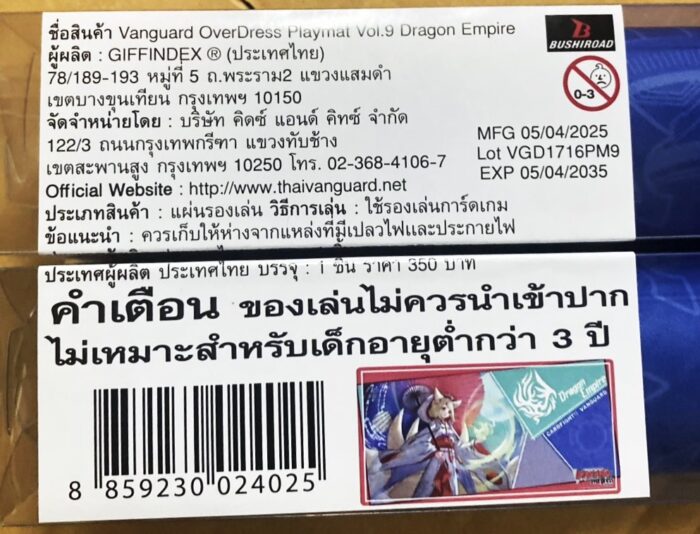 ชื่อสินค้า Vanguard OverDress Playmat Vol.9 Dragon Empire
ผู้ผลิต : GIFFINDEX ® (ประเทศไทย)
78/189-193 หมู่ที่ 5 ถ.พระราม2 แขวงแสมดำ
เขตบางขุนเทียน กรุงเทพฯ 10150
จัดจำหน่ายโดย : บริษัท คิดซ์ แอนด์ คิทซ์ จำกัด
122/3 ถนนกรุงเทพกรีฑา แขวงทับช้าง
เขตสะพานสูง กรุงเทพฯ 10250 โทร. 02-368-4106-7
Official Website : http://www.thaivanguard.net
ประเภทสินค้า : แผ่นรองเล่น วิธีการเล่น : ใช้รองเล่นการ์ดเกม
ข้อแนะนำ : ควรเก็บให้ห่างจากแหล่งที่มีเปลวไฟและประกายไฟ
BUSHIROAD
0-3
MFG 05/04/2025
Lot VGD1716PM9
EXP 05/04/2035
ประเทศผู้ผลิต ประเทศไทย บรรจุ : 1 ชิ้น ราคา 350 บาท
คำเตือน ของเล่นไม่ควรนำเข้าปาก
ไม่เหมาะสำหรับเด็กอายุต่ำกว่า 3 ปี
8 859230 024025
Dragon
Empire
CARDFIGHT!! VANGUARD